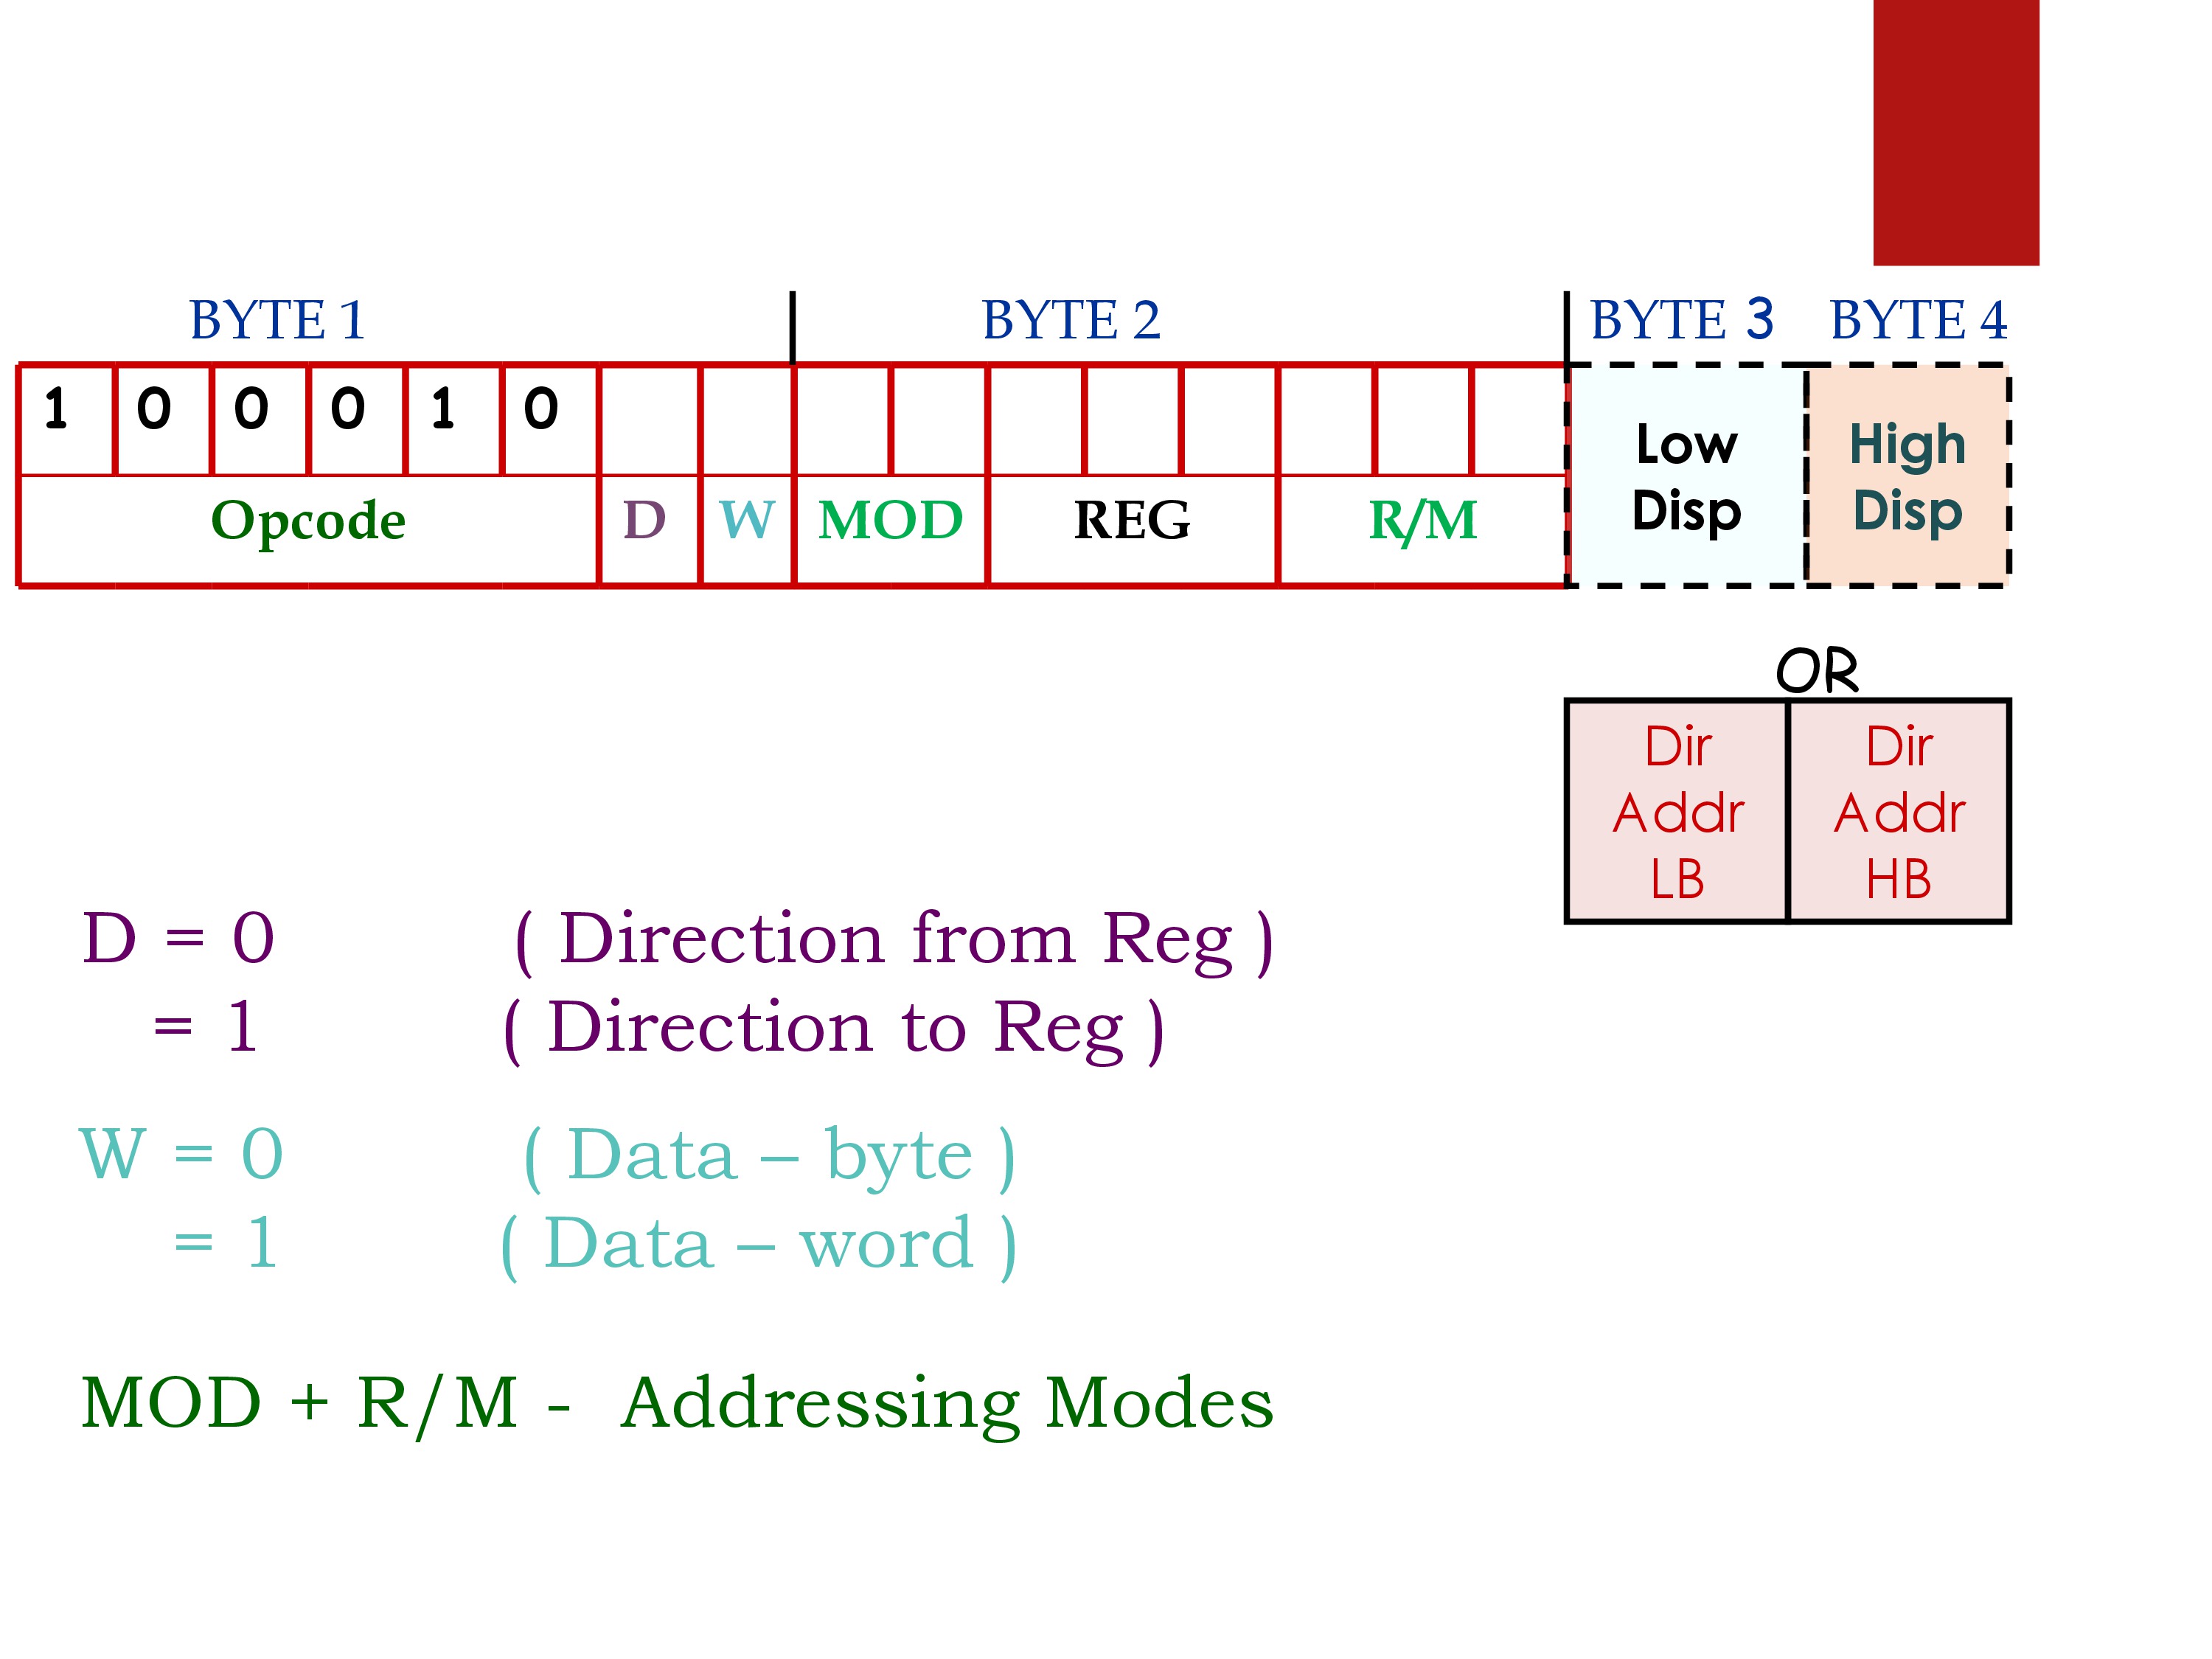 BYTE 1 BYTE 2 BYTE 3 BYTE 4
1 0 0 0 1 0
Opcode D W MOD REG R/M
Low Disp
High Disp
OR
Dir Addr LB
Dir Addr HB
D = 0 ( Direction from Reg )
= 1 ( Direction to Reg )
W = 0 ( Data – byte )
= 1 ( Data – word )
MOD + R/M - Addressing Modes